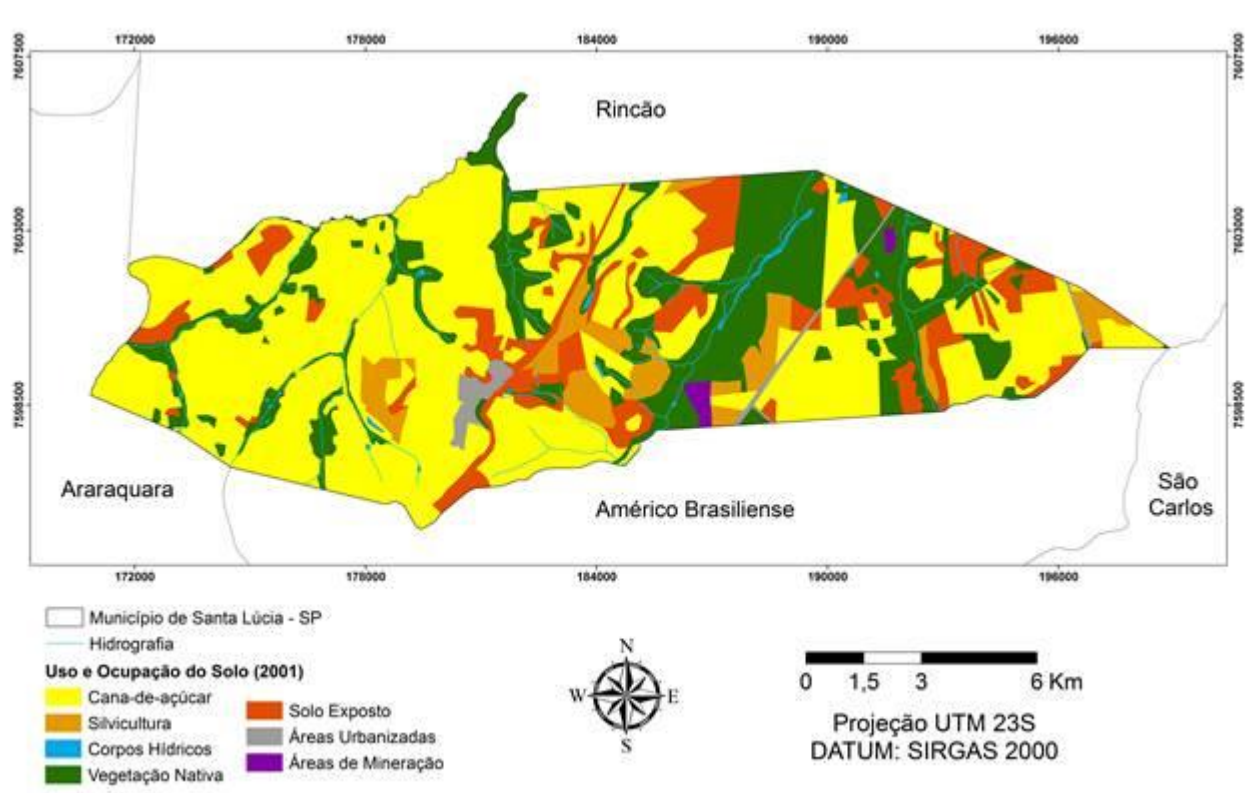 172000 178000 184000 190000 196000
7607500 7607500
Rincão
7603000 7603000
7598500 7598500
Araraquara
Américo Brasiliense
São
Carlos
172000 178000 184000 190000 196000
Município de Santa Lúcia - SP
Hidrografia
Uso e Ocupação do Solo (2001)
Cana-de-açúcar
Silvicultura
Corpos Hídricos
Vegetação Nativa
Solo Exposto
Áreas Urbanizadas
Áreas de Mineração
N
W E
S
0 1,5 3 6 Km
Projeção UTM 23S
DATUM: SIRGAS 2000